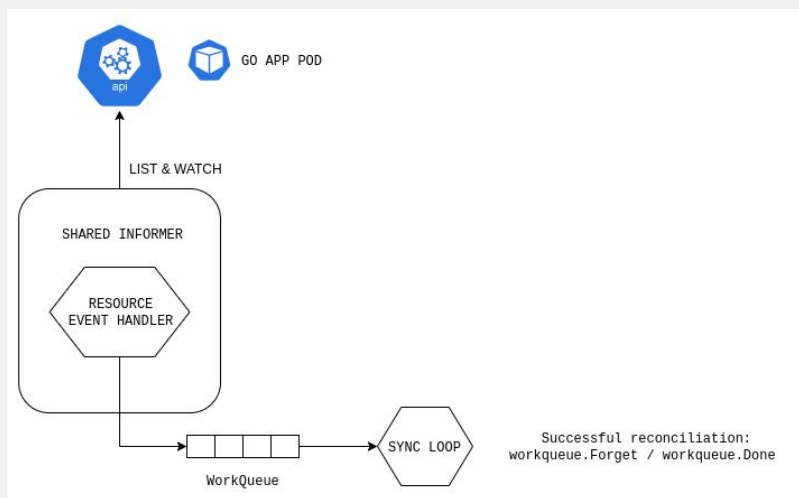 api
GO APP POD
LIST & WATCH
SHARED INFORMER
RESOURCE
EVENT HANDLER
SYNC LOOP
WorkQueue
Successful reconciliation:
workqueue.Forget / workqueue.Done